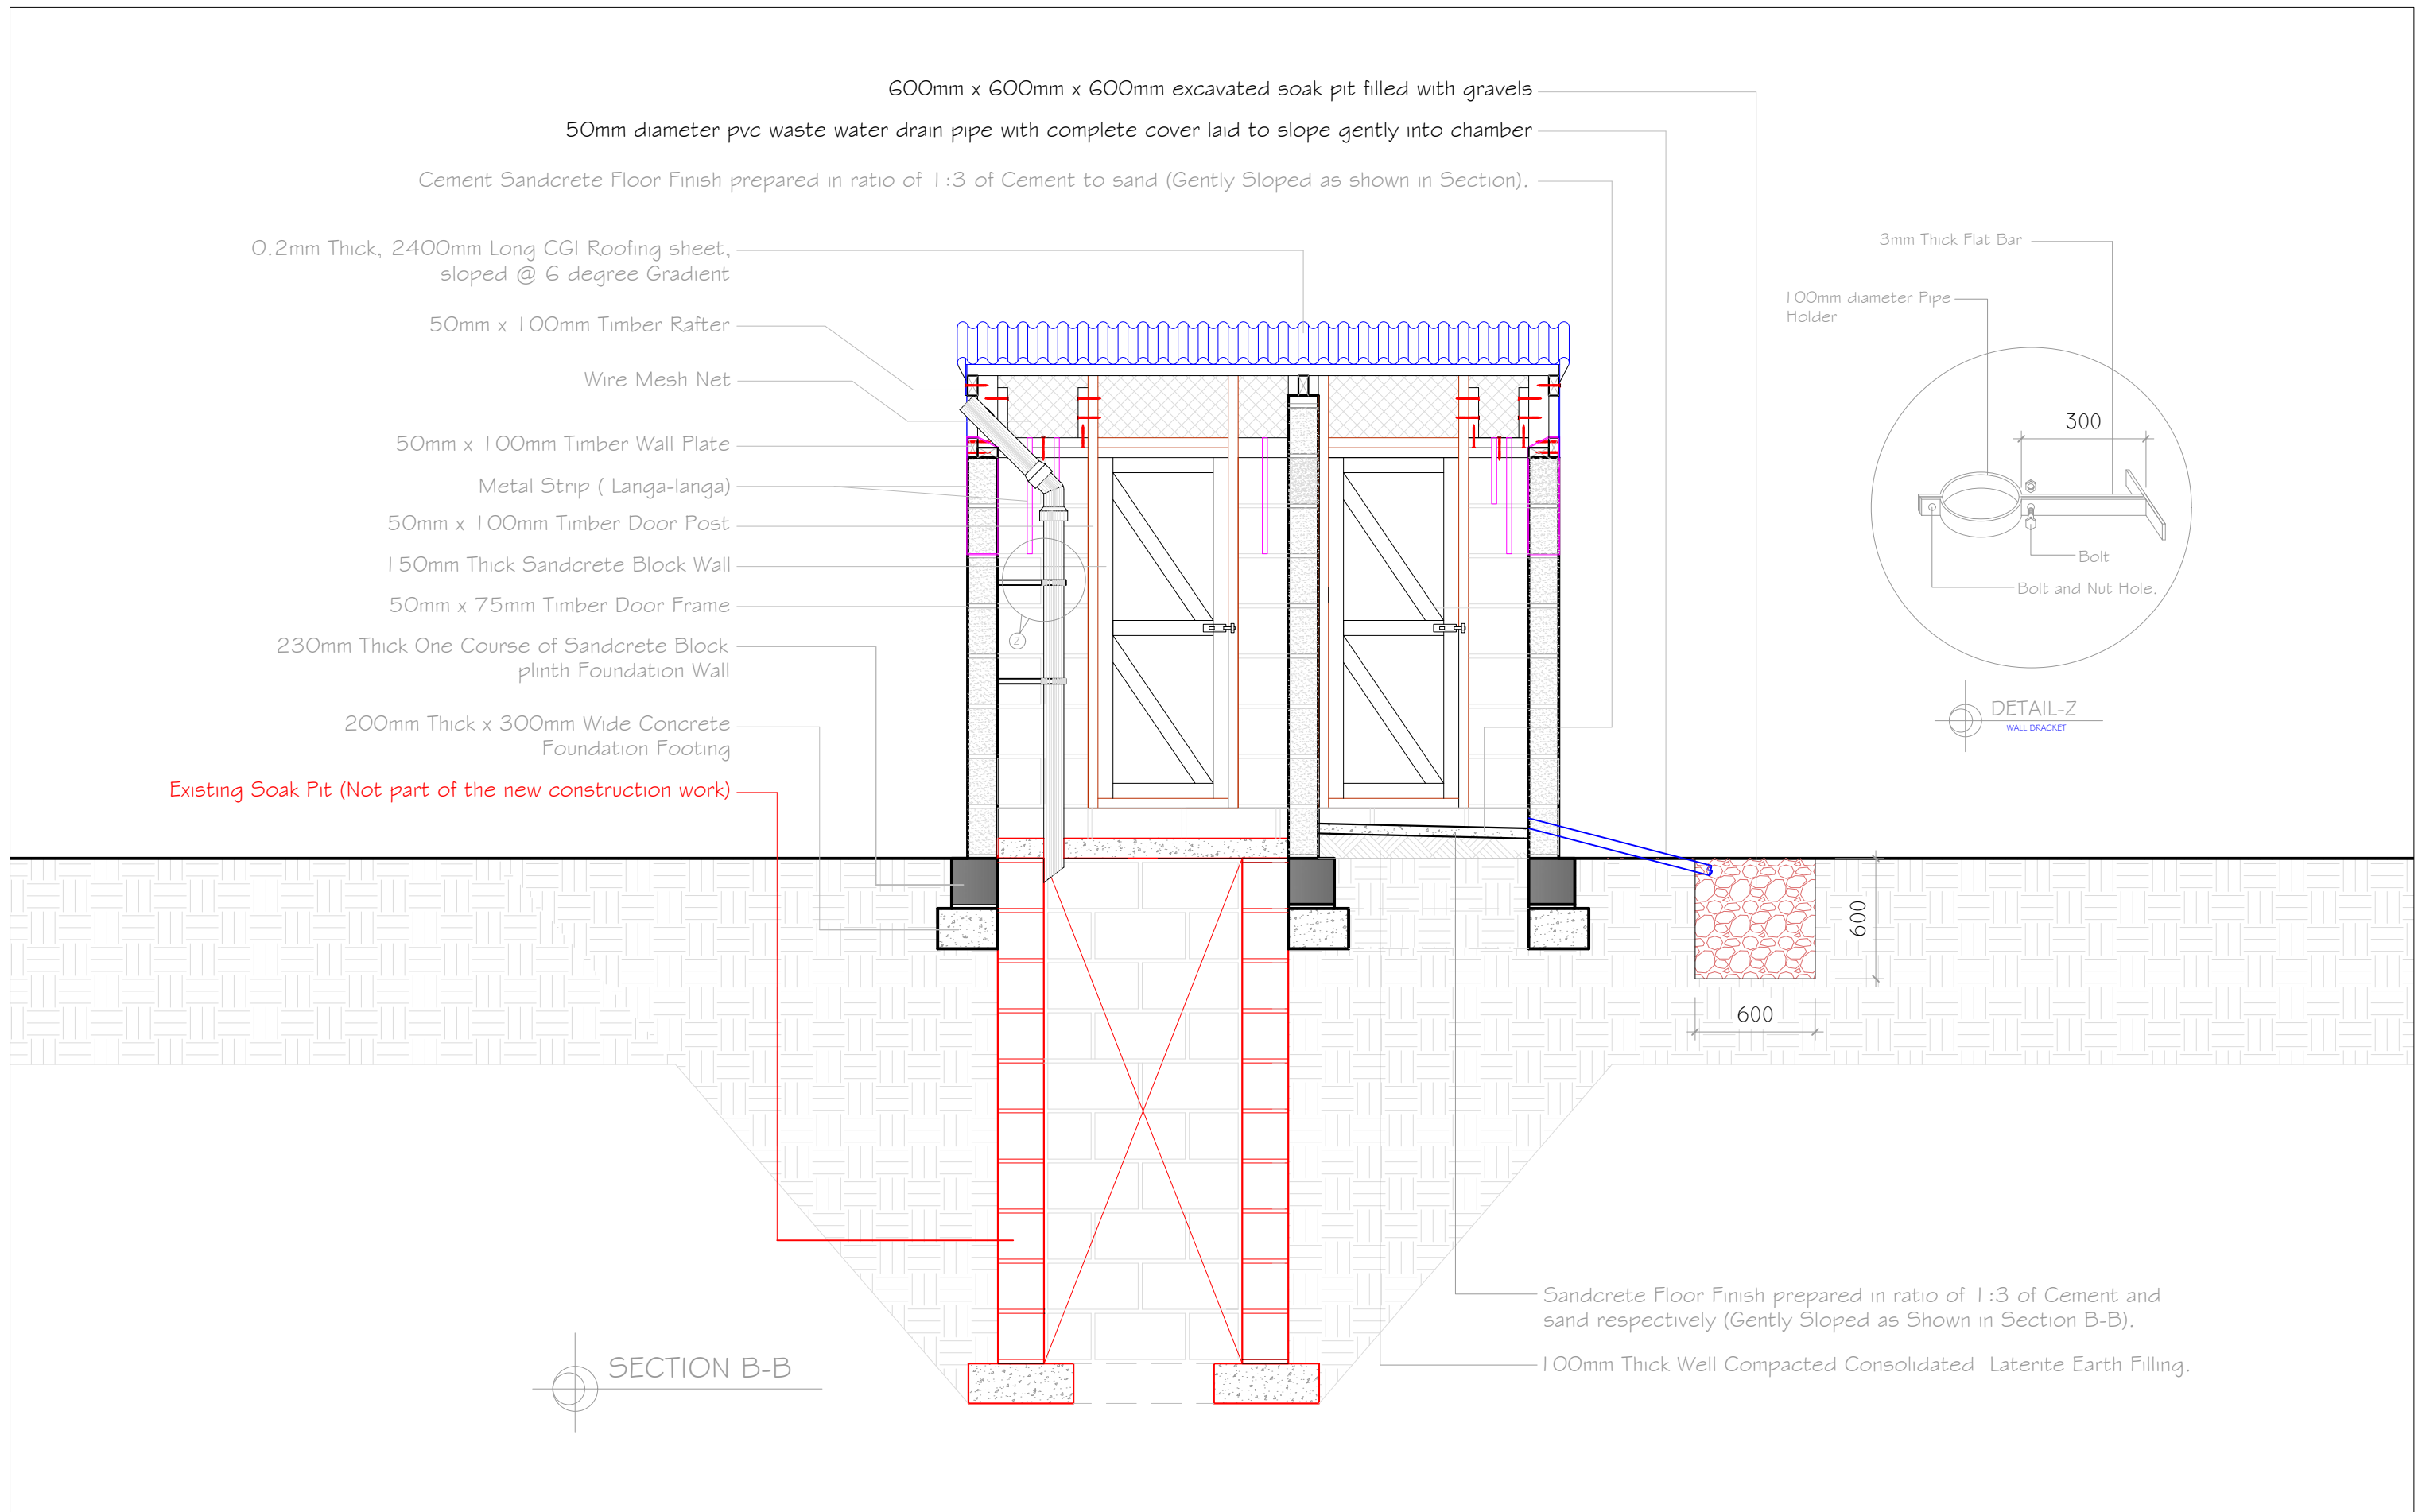 600mm x 600mm x 600mm excavated soak pit filled with gravels
50mm diameter pvc waste water drain pipe with complete cover laid to slope gently into chamber
Cement Sandcrete Floor Finish prepared in ratio of 1:3 of Cement to sand (Gently Sloped as shown in Section).
0.2mm Thick, 2400mm Long CGI Roofing sheet,
sloped @ 6 degree Gradient
50mm x 100mm Timber Rafter
Wire Mesh Net
50mm x 100mm Timber Wall Plate
Metal Strip ( Langa-langa)
50mm x 100mm Timber Door Post
150mm Thick Sandcrete Block Wall
50mm x 75mm Timber Door Frame
230mm Thick One Course of Sandcrete Block
plinth Foundation Wall
200mm Thick x 300mm Wide Concrete
Foundation Footing
Existing Soak Pit (Not part of the new construction work)
Z
3mm Thick Flat Bar
100mm diameter Pipe
Holder
300
Bolt
Bolt and Nut Hole.
DETAIL-Z
WALL BRACKET
600
600
Sandcrete Floor Finish prepared in ratio of 1:3 of Cement and
sand respectively (Gently Sloped as Shown in Section B-B).
100mm Thick Well Compacted Consolidated Laterite Earth Filling.
SECTION B-B